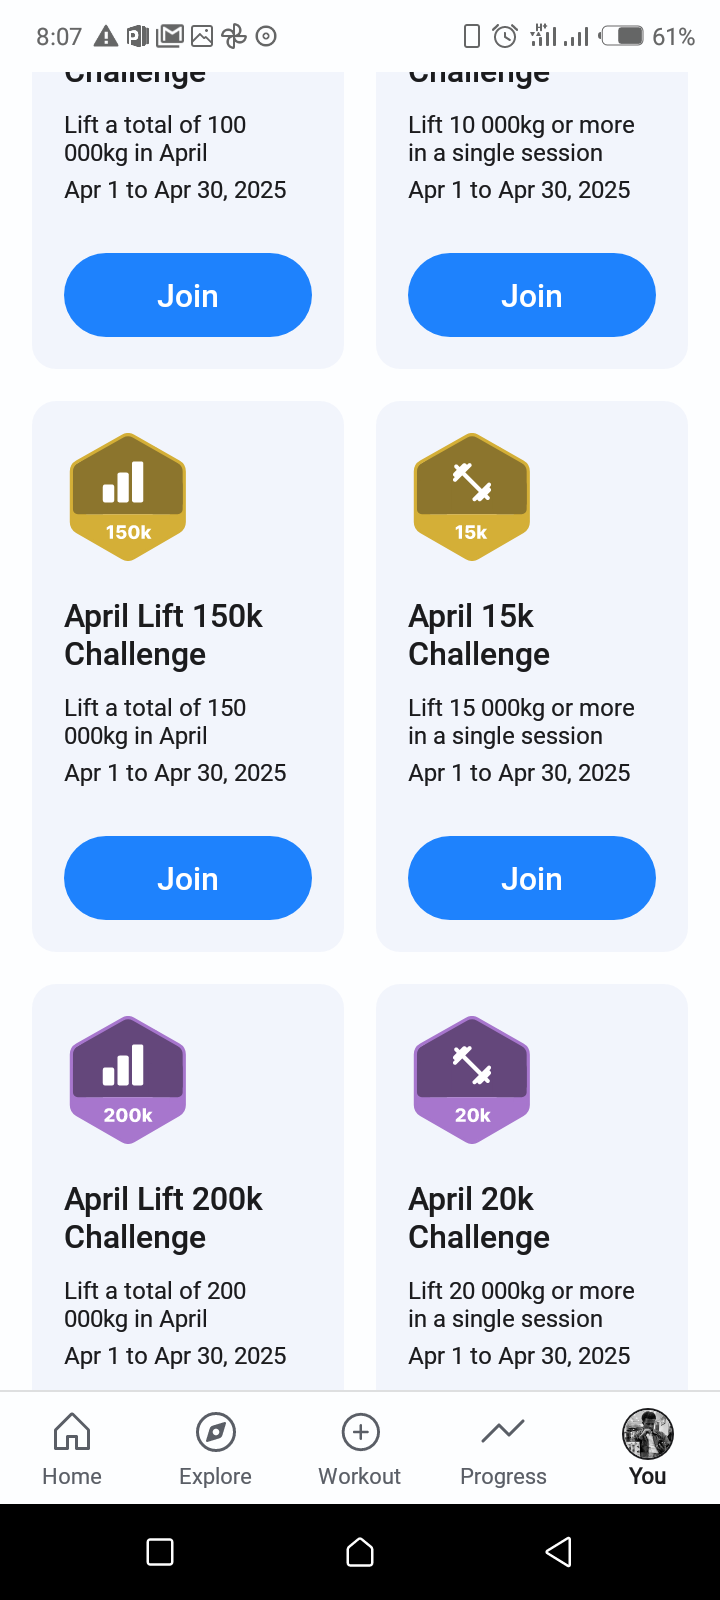 8:07
61%
Challenge
Lift a total of 100
000kg in April
Apr 1 to Apr 30, 2025
Join
Challenge
Lift 10 000kg or more
in a single session
Apr 1 to Apr 30, 2025
Join
150k
April Lift 150k
Challenge
Lift a total of 150
000kg in April
Apr 1 to Apr 30, 2025
Join
15k
April 15k
Challenge
Lift 15 000kg or more
in a single session
Apr 1 to Apr 30, 2025
Join
200k
April Lift 200k
Challenge
Lift a total of 200
000kg in April
Apr 1 to Apr 30, 2025
20k
April 20k
Challenge
Lift 20 000kg or more
in a single session
Apr 1 to Apr 30, 2025
Home
Explore
Workout
Progress
You